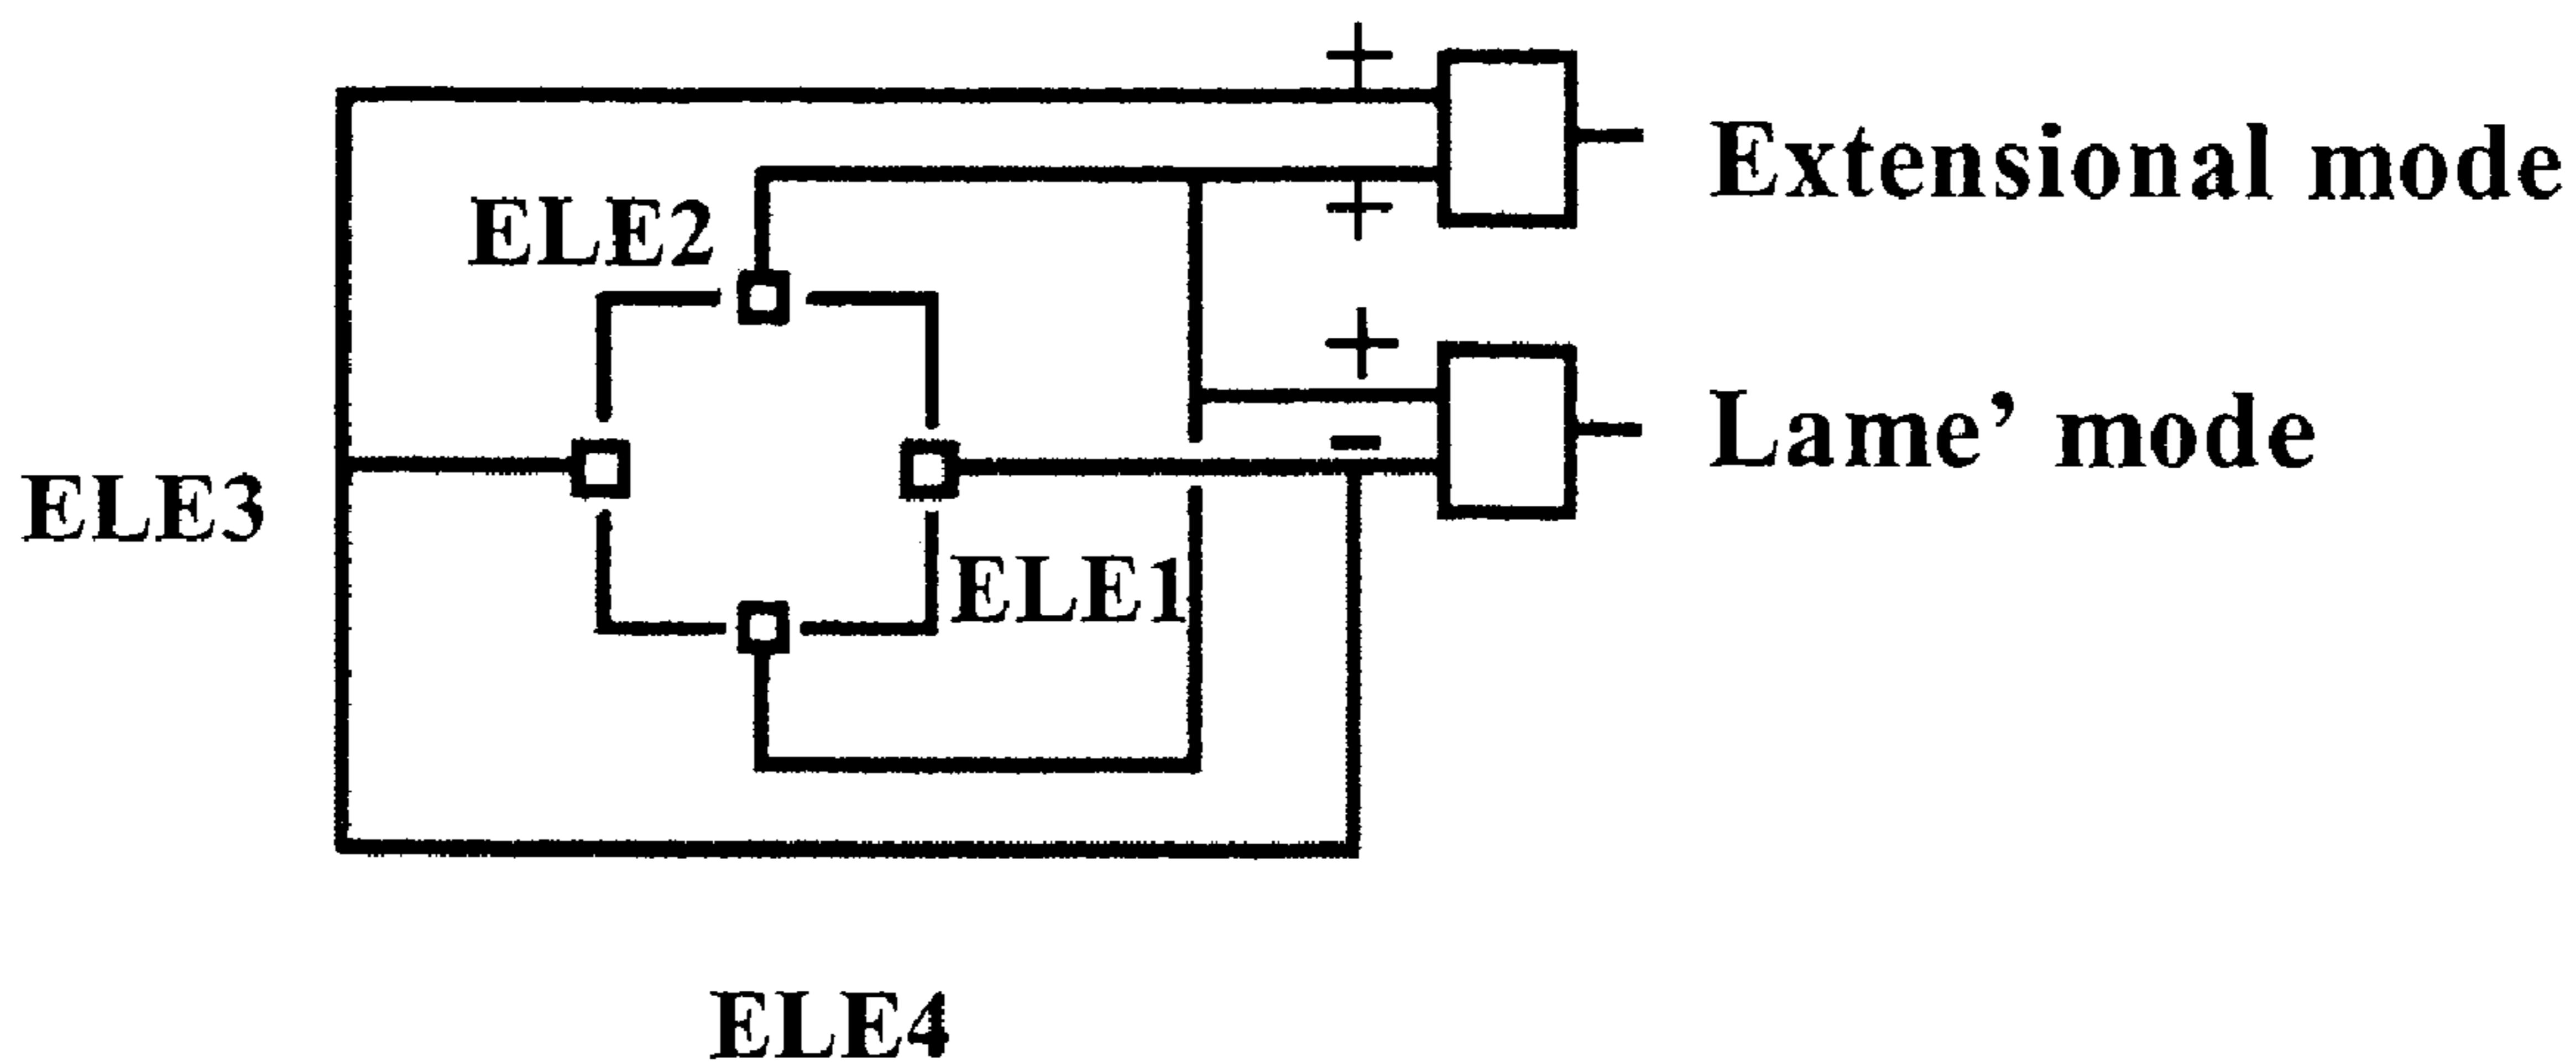 +
Extensional mode
+
ELE2
+
Lame’ mode
-
ELE3
ELE1
ELE4